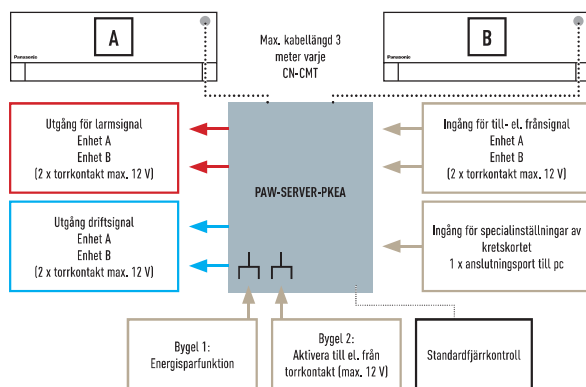 A
Panasonic
Max. kabellängd 3
meter varje
CN-CMT
B
Panasonic
Utgång för larmsignal
Enhet A
Enhet B
(2 x torrkontakt max. 12 V)
Utgång driftsignal
Enhet A
Enhet B
(2 x torrkontakt max. 12 V)
PAW-SERVER-PKEA
Ingång för till- el. frånsignal
Enhet A
Enhet B
(2 x torrkontakt max. 12 V)
Ingång för specialinställningar av
kretskortet
1 x anslutningsport till pc
Bygel 1:
Energisparfunktion
Bygel 2:
Aktivera till el. från
torrkontakt (max. 12 V)
Standardfjärrkontroll